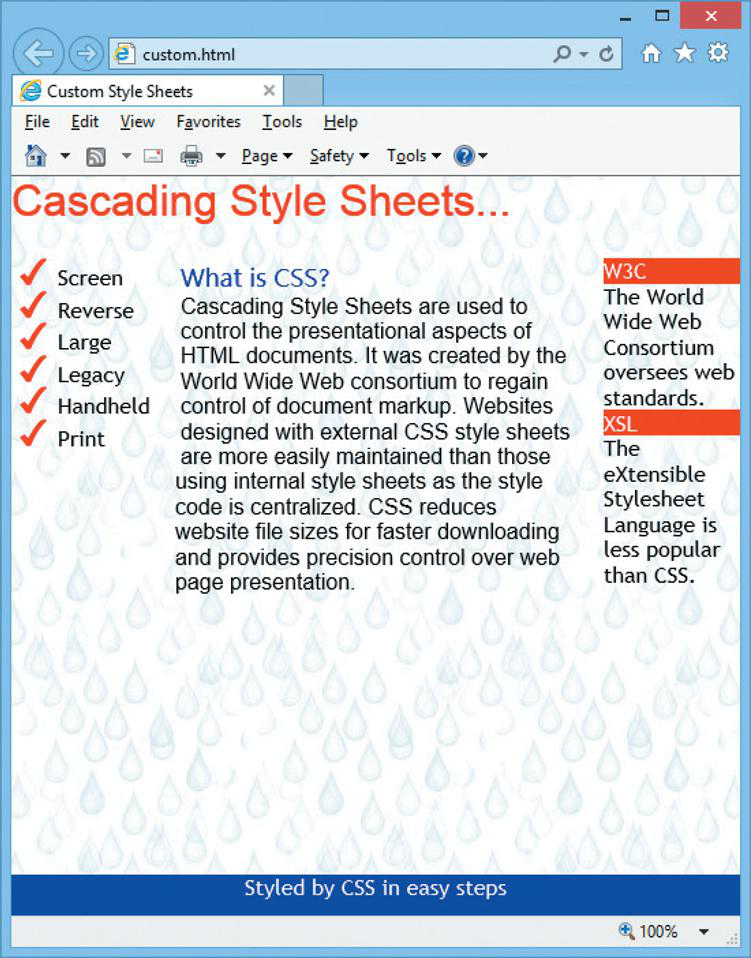 custom.html
Custom Style Sheets
File Edit View Favorites Tools Help
Page Safety Tools
Cascading Style Sheets...
Screen
Reverse
Large
Legacy
Handheld
Print
What is CSS?
Cascading Style Sheets are used to
control the presentational aspects of
HTML documents. It was created by the
World Wide Web consortium to regain
control of document markup. Websites
designed with external CSS style sheets
are more easily maintained than those
using internal style sheets as the style
code is centralized. CSS reduces
website file sizes for faster downloading
and provides precision control over web
page presentation.
W3C
The World
Wide Web
Consortium
oversees web
standards.
XSL
The
eXtensible
Stylesheet
Language is
less popular
than CSS.
Styled by CSS in easy steps
100%